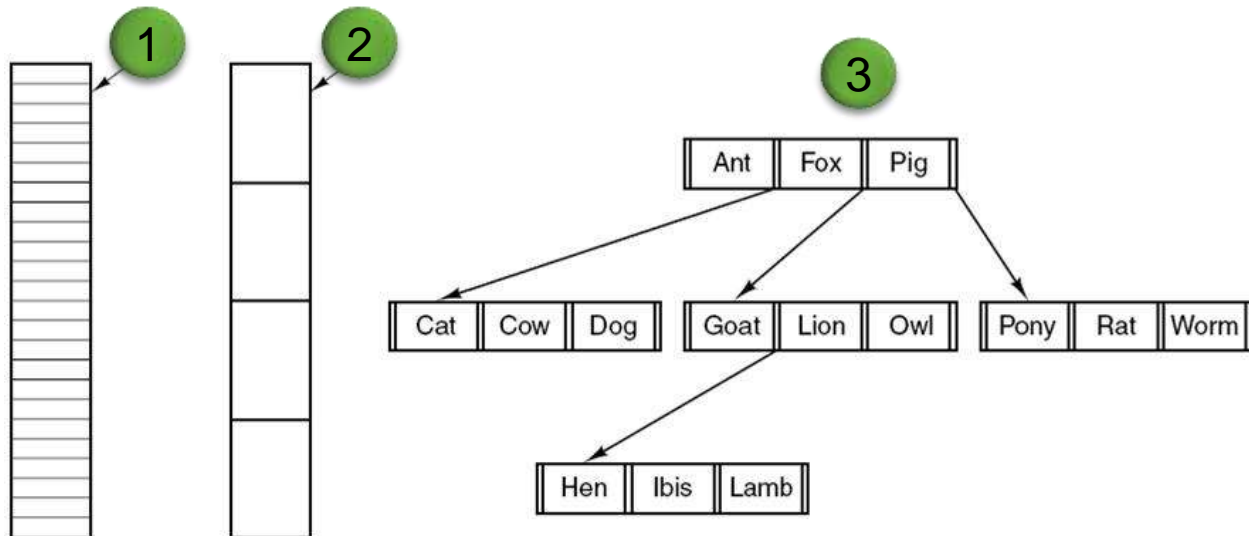 1
2
3
Ant Fox Pig
Cat Cow Dog
Goat Lion Owl
Pony Rat Worm
Hen Ibis Lamb